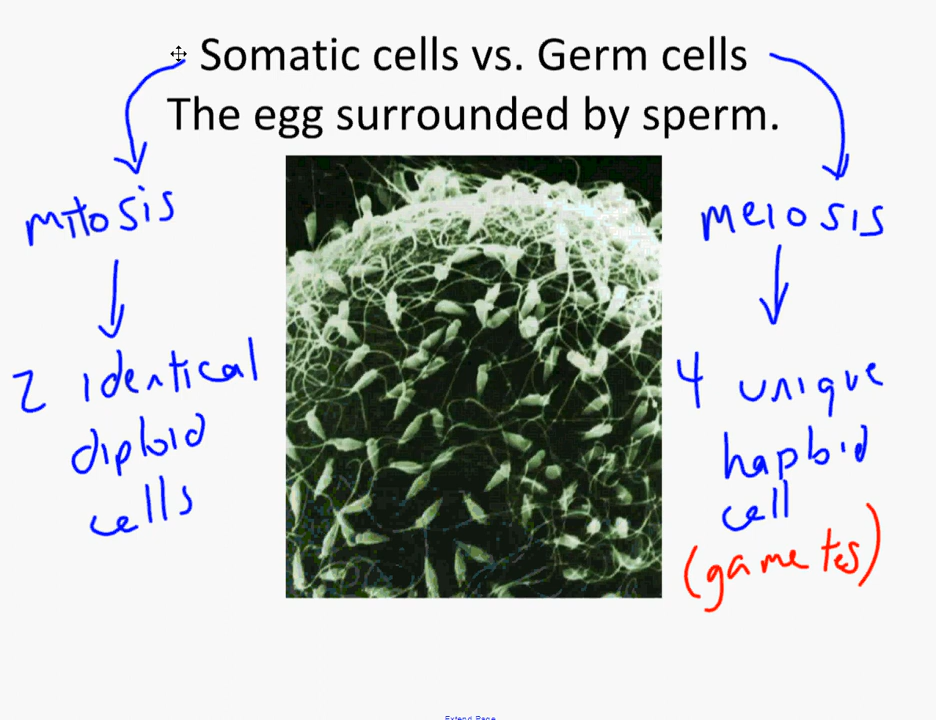 Somatic cells vs. Germ cells
The egg surrounded by sperm.
mitosis
2 identical
diploid
cells
meiosis
4 unique
haploid
cell
(gametes)
Extend Page